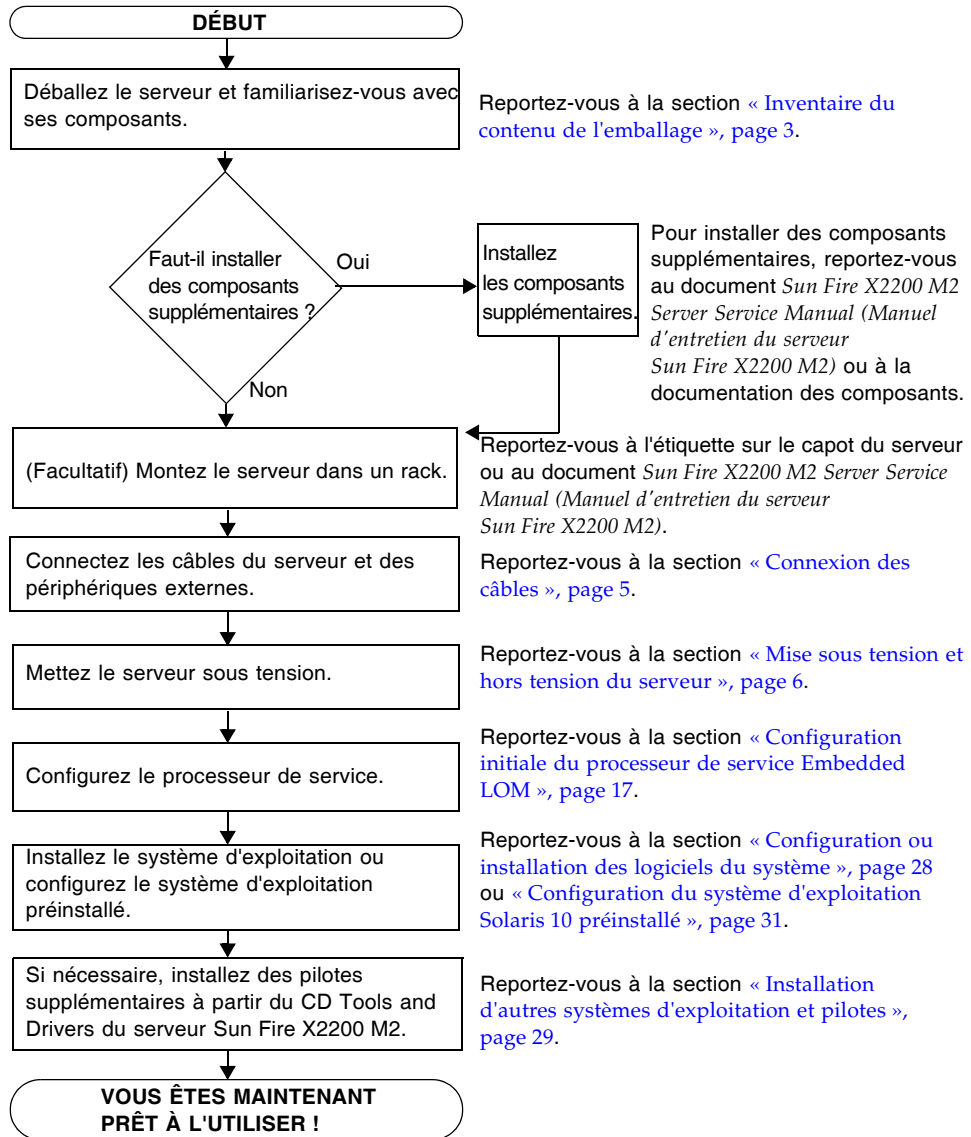 DÉBUT
Déballez le serveur et familiarisez-vous avec
ses composants.
Reportez-vous à la section « Inventaire du
contenu de l'emballage », page 3.
Faut-il installer
des composants
supplémentaires ?
Oui
Non
Installez
les composants
supplémentaires.
Pour installer des composants
supplémentaires, reportez-vous
au document Sun Fire X2200 M2
Server Service Manual (Manuel
d'entretien du serveur
Sun Fire X2200 M2) ou à la
documentation des composants.
(Facultatif) Montez le serveur dans un rack.
Reportez-vous à l'étiquette sur le capot du serveur
ou au document Sun Fire X2200 M2 Server Service
Manual (Manuel d'entretien du serveur
Sun Fire X2200 M2).
Connectez les câbles du serveur et des
périphériques externes.
Reportez-vous à la section « Connexion des
câbles », page 5.
Mettez le serveur sous tension.
Reportez-vous à la section « Mise sous tension et
hors tension du serveur », page 6.
Configurez le processeur de service.
Reportez-vous à la section « Configuration
initiale du processeur de service Embedded
LOM », page 17.
Installez le système d'exploitation ou
configurez le système d'exploitation
préinstallé.
Reportez-vous à la section « Configuration ou
installation des logiciels du système », page 28
ou « Configuration du système d'exploitation
Solaris 10 préinstallé », page 31.
Si nécessaire, installez des pilotes
supplémentaires à partir du CD Tools and
Drivers du serveur Sun Fire X2200 M2.
Reportez-vous à la section « Installation
d'autres systèmes d'exploitation et pilotes »,
page 29.
VOUS ÊTES MAINTENANT
PRÊT À L'UTILISER !